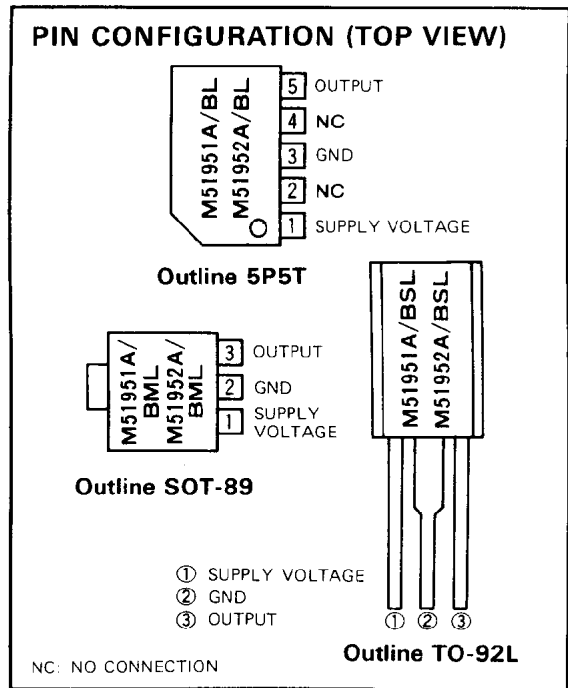 PIN CONFIGURATION (TOP VIEW)
M51951A/BL
M51952A/BL
5 OUTPUT
4 NC
3 GND
2 NC
1 SUPPLY VOLTAGE
Outline 5P5T
M51951A/
BML
M51952A/
BML
3 OUTPUT
2 GND
1 SUPPLY
VOLTAGE
Outline SOT-89
M51951A/BSL
M51952A/BSL
① SUPPLY VOLTAGE
② GND
③ OUTPUT
① ② ③
Outline TO-92L
NC: NO CONNECTION